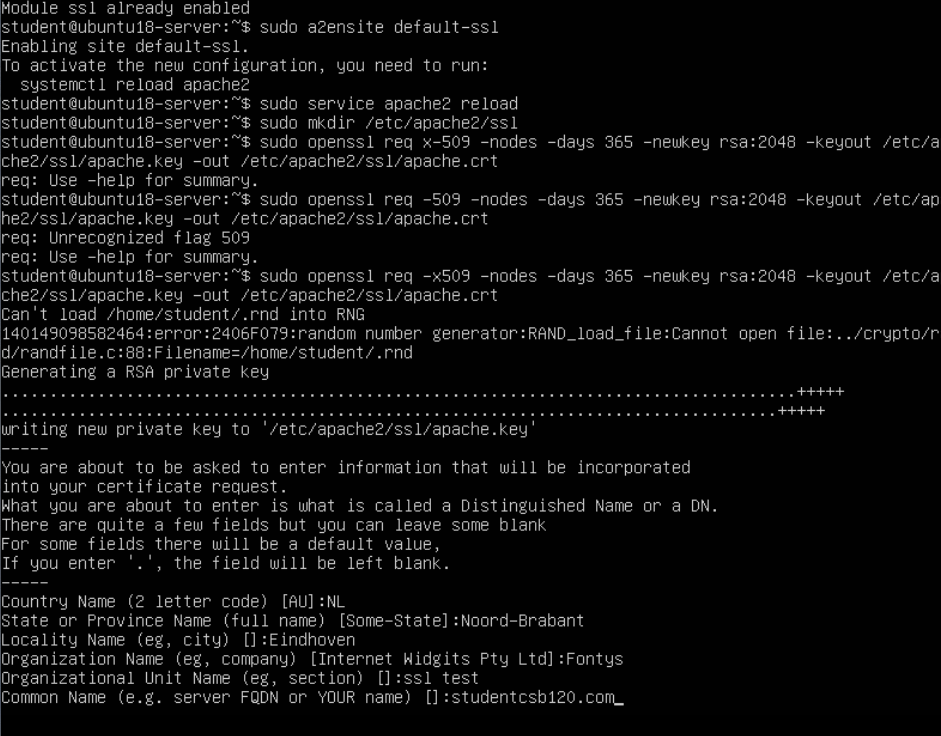 Module ssl already enabled
student@ubuntu18-server:~$ sudo a2ensite default-ssl
Enabling site default-ssl.
To activate the new configuration, you need to run:
  systemctl reload apache2
student@ubuntu18-server:~$ sudo service apache2 reload
student@ubuntu18-server:~$ sudo mkdir /etc/apache2/ssl
student@ubuntu18-server:~$ sudo openssl req x-509 -nodes -days 365 -newkey rsa:2048 -keyout /etc/a
che2/ssl/apache.key -out /etc/apache2/ssl/apache.crt
req: Use -help for summary.
student@ubuntu18-server:~$ sudo openssl req -509 -nodes -days 365 -newkey rsa:2048 -keyout /etc/ap
he2/ssl/apache.key -out /etc/apache2/ssl/apache.crt
req: Unrecognized flag 509
req: Use -help for summary.
student@ubuntu18-server:~$ sudo openssl req -x509 -nodes -days 365 -newkey rsa:2048 -keyout /etc/a
che2/ssl/apache.key -out /etc/apache2/ssl/apache.crt
Can't load /home/student/.rnd into RNG
140149098582464:error:2406F079:random number generator:RAND_load_file:Cannot open file:../crypto/r
d/randfile.c:88:Filename=/home/student/.rnd
Generating a RSA private key
...................................................................................+++++
.................................................................................+++++
writing new private key to '/etc/apache2/ssl/apache.key'
-----
You are about to be asked to enter information that will be incorporated
into your certificate request.
What you are about to enter is what is called a Distinguished Name or a DN.
There are quite a few fields but you can leave some blank
For some fields there will be a default value,
If you enter '.', the field will be left blank.
-----
Country Name (2 letter code) [AU]:NL
State or Province Name (full name) [Some-State]:Noord-Brabant
Locality Name (eg, city) []:Eindhoven
Organization Name (eg, company) [Internet Widgits Pty Ltd]:Fontys
Organizational Unit Name (eg, section) []:ssl test
Common Name (e.g. server FQDN or YOUR name) []:studentcsb120.com_